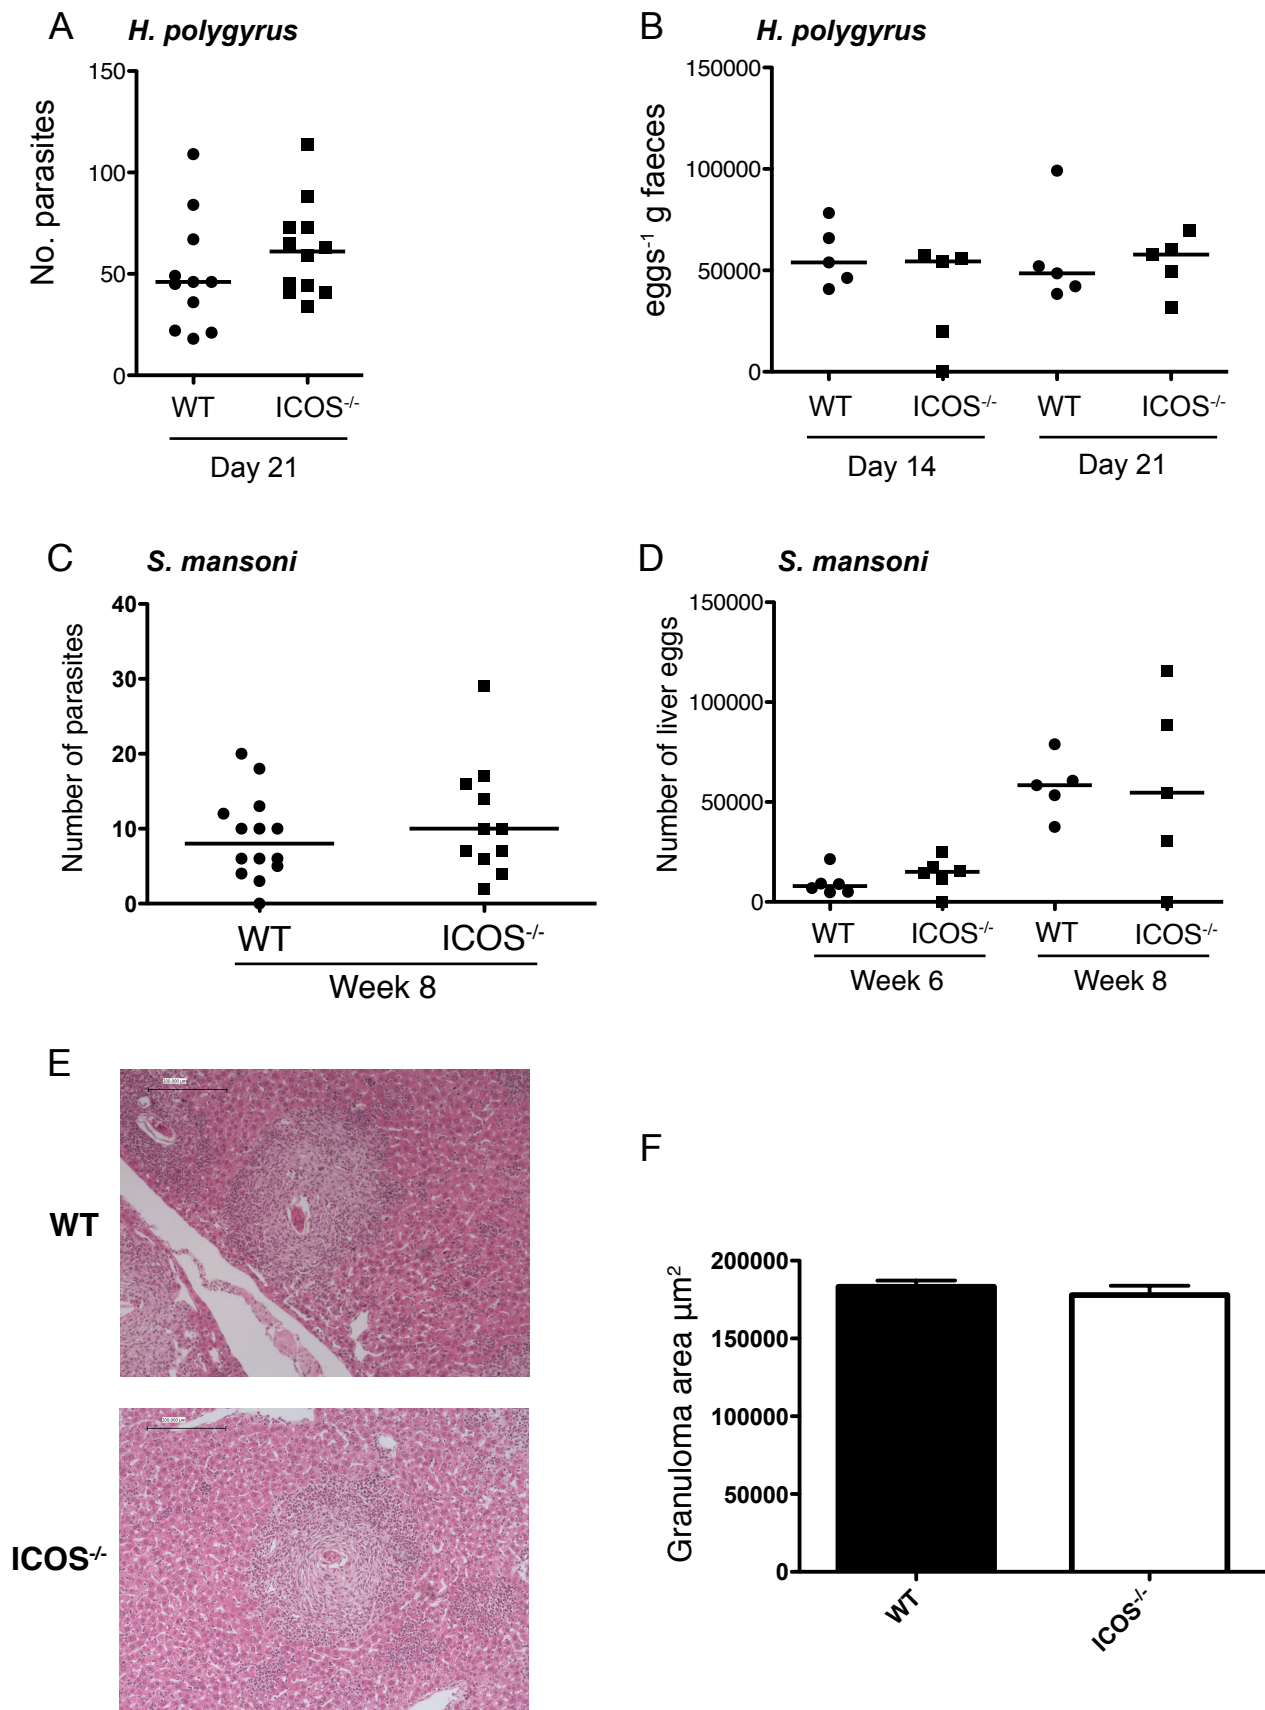 A H. polygyrus
No. parasites
150
100
50
0
WT ICOS-/-
Day 21
B H. polygyrus
eggs-1 g faeces
150000
100000
50000
0
WT ICOS-/- WT ICOS-/-
Day 14 Day 21
C S. mansoni
Number of parasites
40
30
20
10
0
WT ICOS-/-
Week 8
D S. mansoni
Number of liver eggs
150000
100000
50000
0
WT ICOS-/- WT ICOS-/-
Week 6 Week 8
E
WT
ICOS-/-
F
Granuloma area µm2
200000
150000
100000
50000
0
WT
ICOS-/-